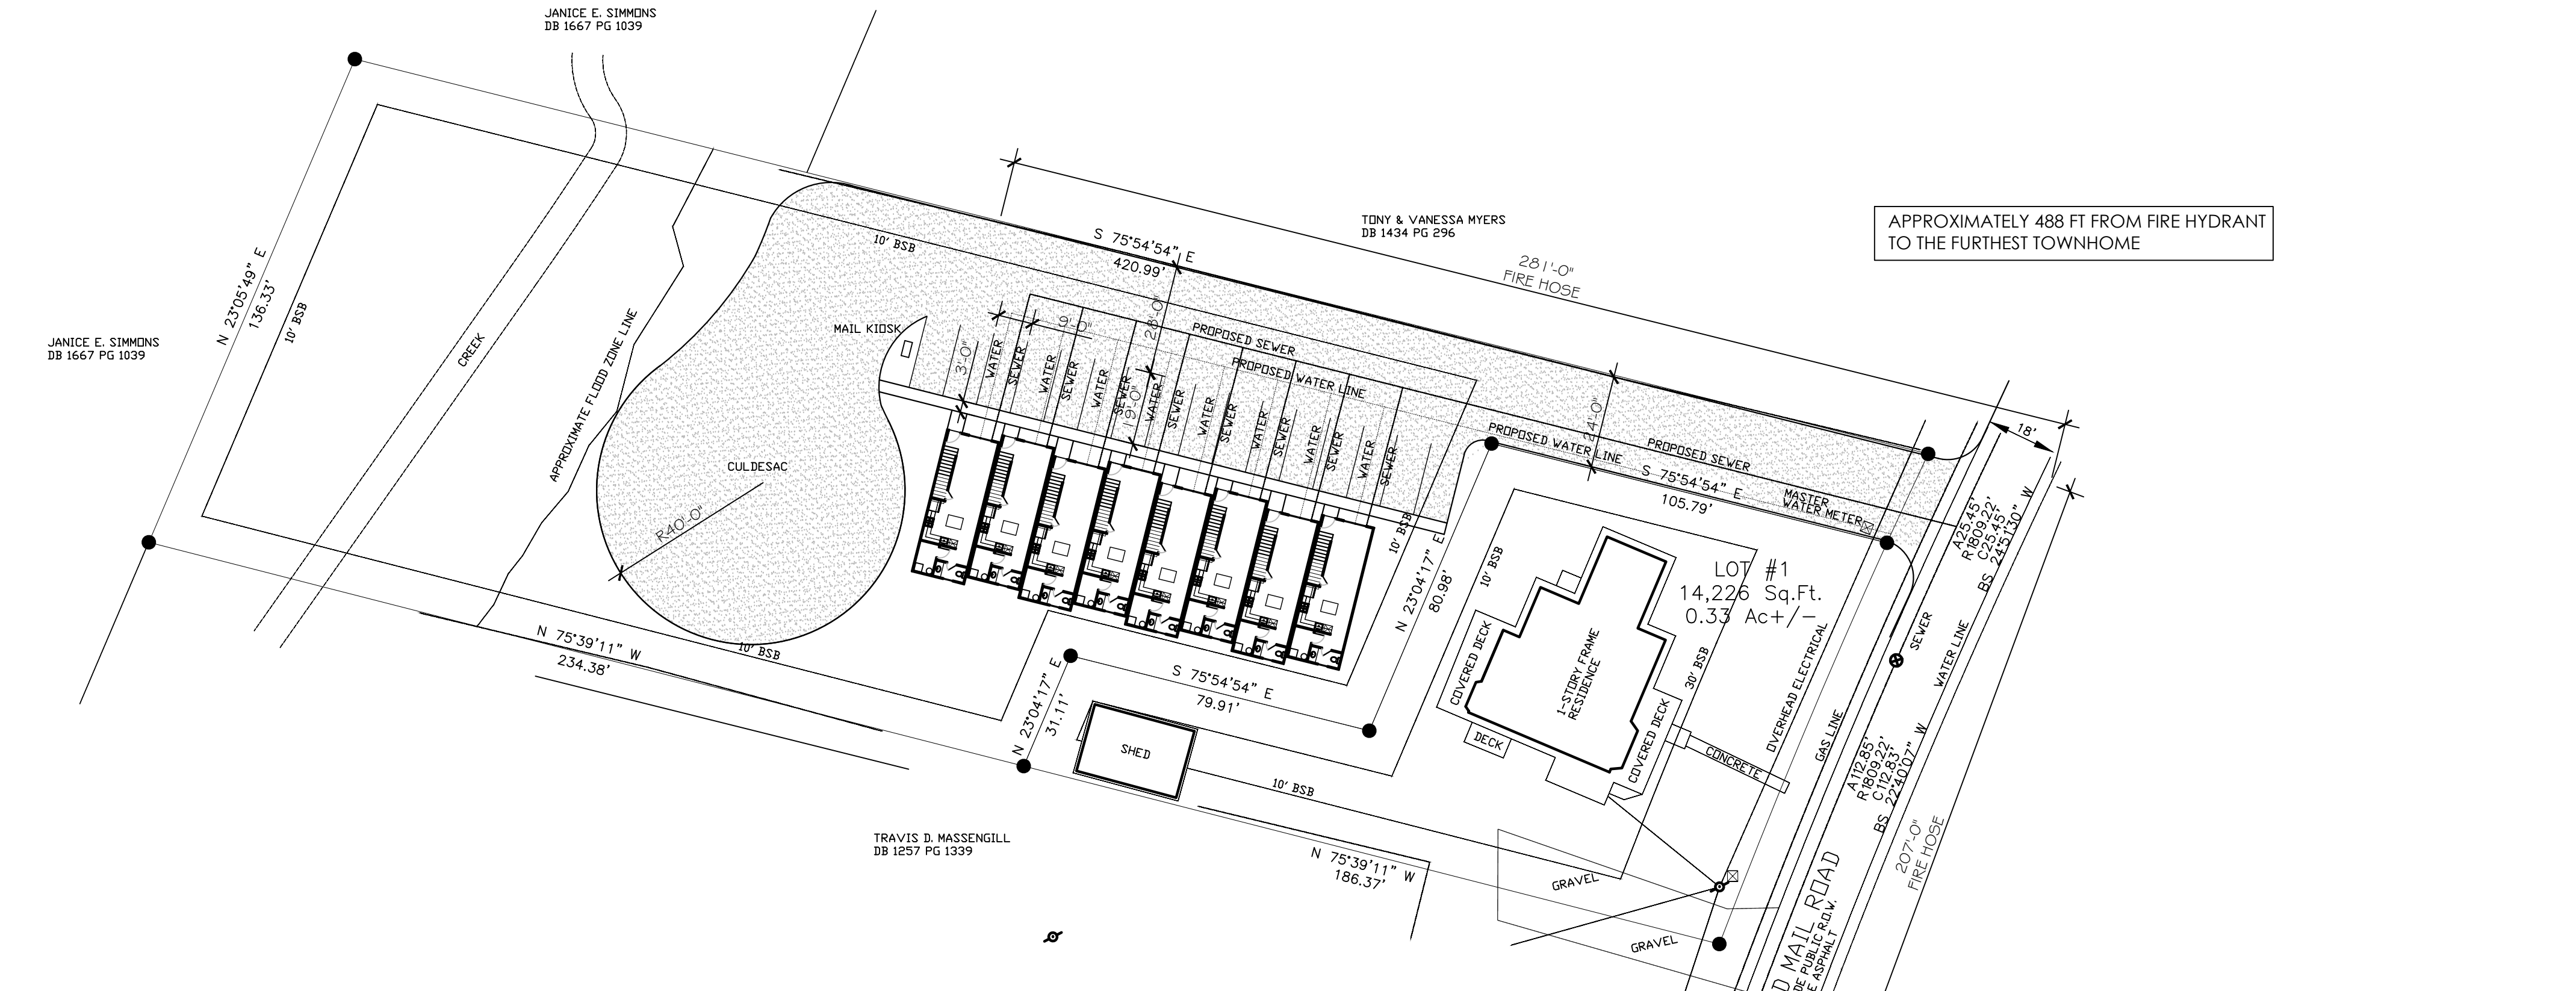 JANICE E. SIMMONS
DB 1667 PG 1039
JANICE E. SIMMONS
DB 1667 PG 1039
N 23°05'49" E
136.33'
10' BSB
CREEK
APPROXIMATE FLOOD ZONE LINE
TONY & VANESSA MYERS
DB 1434 PG 296
281'-0"
FIRE HOSE
APPROXIMATELY 488 FT FROM FIRE HYDRANT
TO THE FURTHEST TOWNHOME
S 75°54'54" E
420.99'
10' BSB
MAIL KIOSK
CULDESAC
R40'-0"
3'-0"
9'-0"
28'-0"
19'-0"
24'-0"
18'
PROPOSED SEWER
PROPOSED WATER LINE
WATER
SEWER
WATER
SEWER
WATER
SEWER
WATER
SEWER
WATER
SEWER
WATER
SEWER
WATER
SEWER
WATER
SEWER
PROPOSED WATER LINE
PROPOSED SEWER
S 75°54'54" E
105.79'
MASTER
WATER METER
10' BSB
N 23°04'17" E
80.98'
10' BSB
LOT #1
14,226 Sq.Ft.
0.33 Ac+/-
COVERED DECK
1-STORY FRAME
RESIDENCE
COVERED DECK
DECK
30' BSB
CONCRETE
OVERHEAD ELECTRICAL
GAS LINE
SEWER
WATER LINE
A25.45'
R1809.22'
C25.45'
BS 24°51'30" W
A112.85'
R1809.22'
C112.83'
BS 22°40'07" W
207'-0"
FIRE HOSE
10' BSB
N 75°39'11" W
234.38'
N 23°04'17" E
31.11'
S 75°54'54" E
79.91'
SHED
10' BSB
TRAVIS D. MASSENGILL
DB 1257 PG 1339
N 75°39'11" W
186.37'
GRAVEL
GRAVEL
MAIL ROAD
PUBLIC R.O.W.
ASPHALT